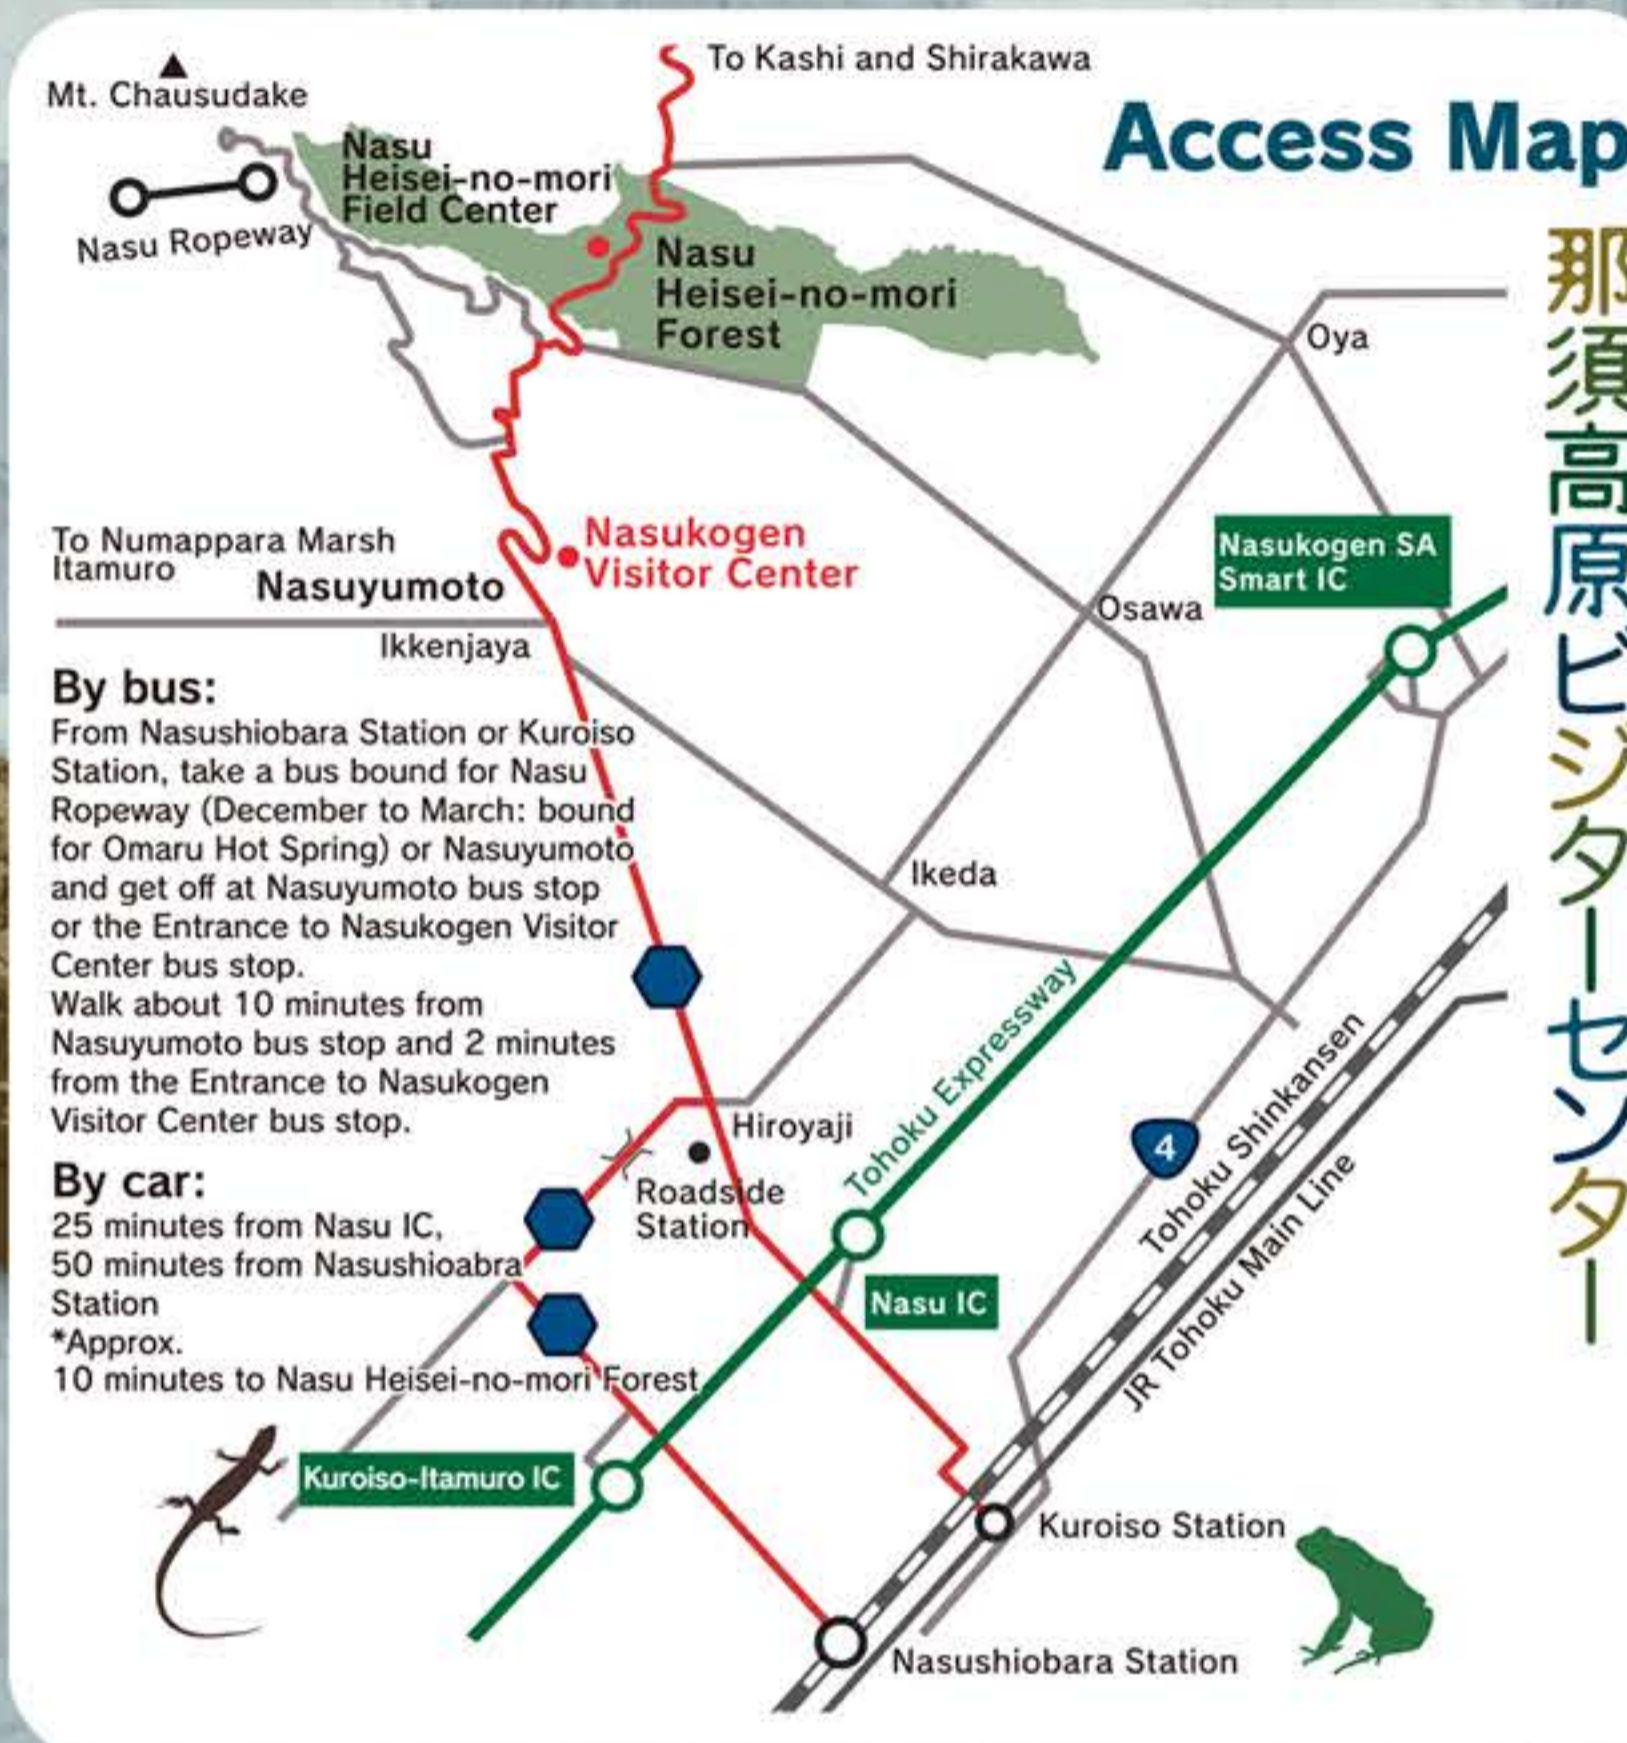 To Kashi and Shirakawa
Mt. Chausudake
Access Map
Nasu
Heisei-no-mori
Field Center
Nasu Ropeway
Nasu
Heisei-no-mori
Forest
Oya
那須高原ビジターセンター
Nasukogen
Visitor Center
To Numappara Marsh
Itamuro
Nasuyumoto
Nasukogen SA
Smart IC
Osawa
Ikkenjaya
By bus:
From Nasushiobara Station or Kuroiso
Station, take a bus bound for Nasu
Ropeway (December to March: bound
for Omaru Hot Spring) or Nasuyumoto
and get off at Nasuyumoto bus stop
or the Entrance to Nasukogen Visitor
Center bus stop.
Walk about 10 minutes from
Nasuyumoto bus stop and 2 minutes
from the Entrance to Nasukogen
Visitor Center bus stop.
Ikeda
Tohoku Expressway
Hiroyaji
4
Tohoku Shinkansen
JR Tohoku Main Line
Roadside
Station
By car:
25 minutes from Nasu IC,
50 minutes from Nasushioabra
Station
*Approx.
10 minutes to Nasu Heisei-no-mori Forest
Nasu IC
Kuroiso-Itamuro IC
Kuroiso Station
Nasushiobara Station